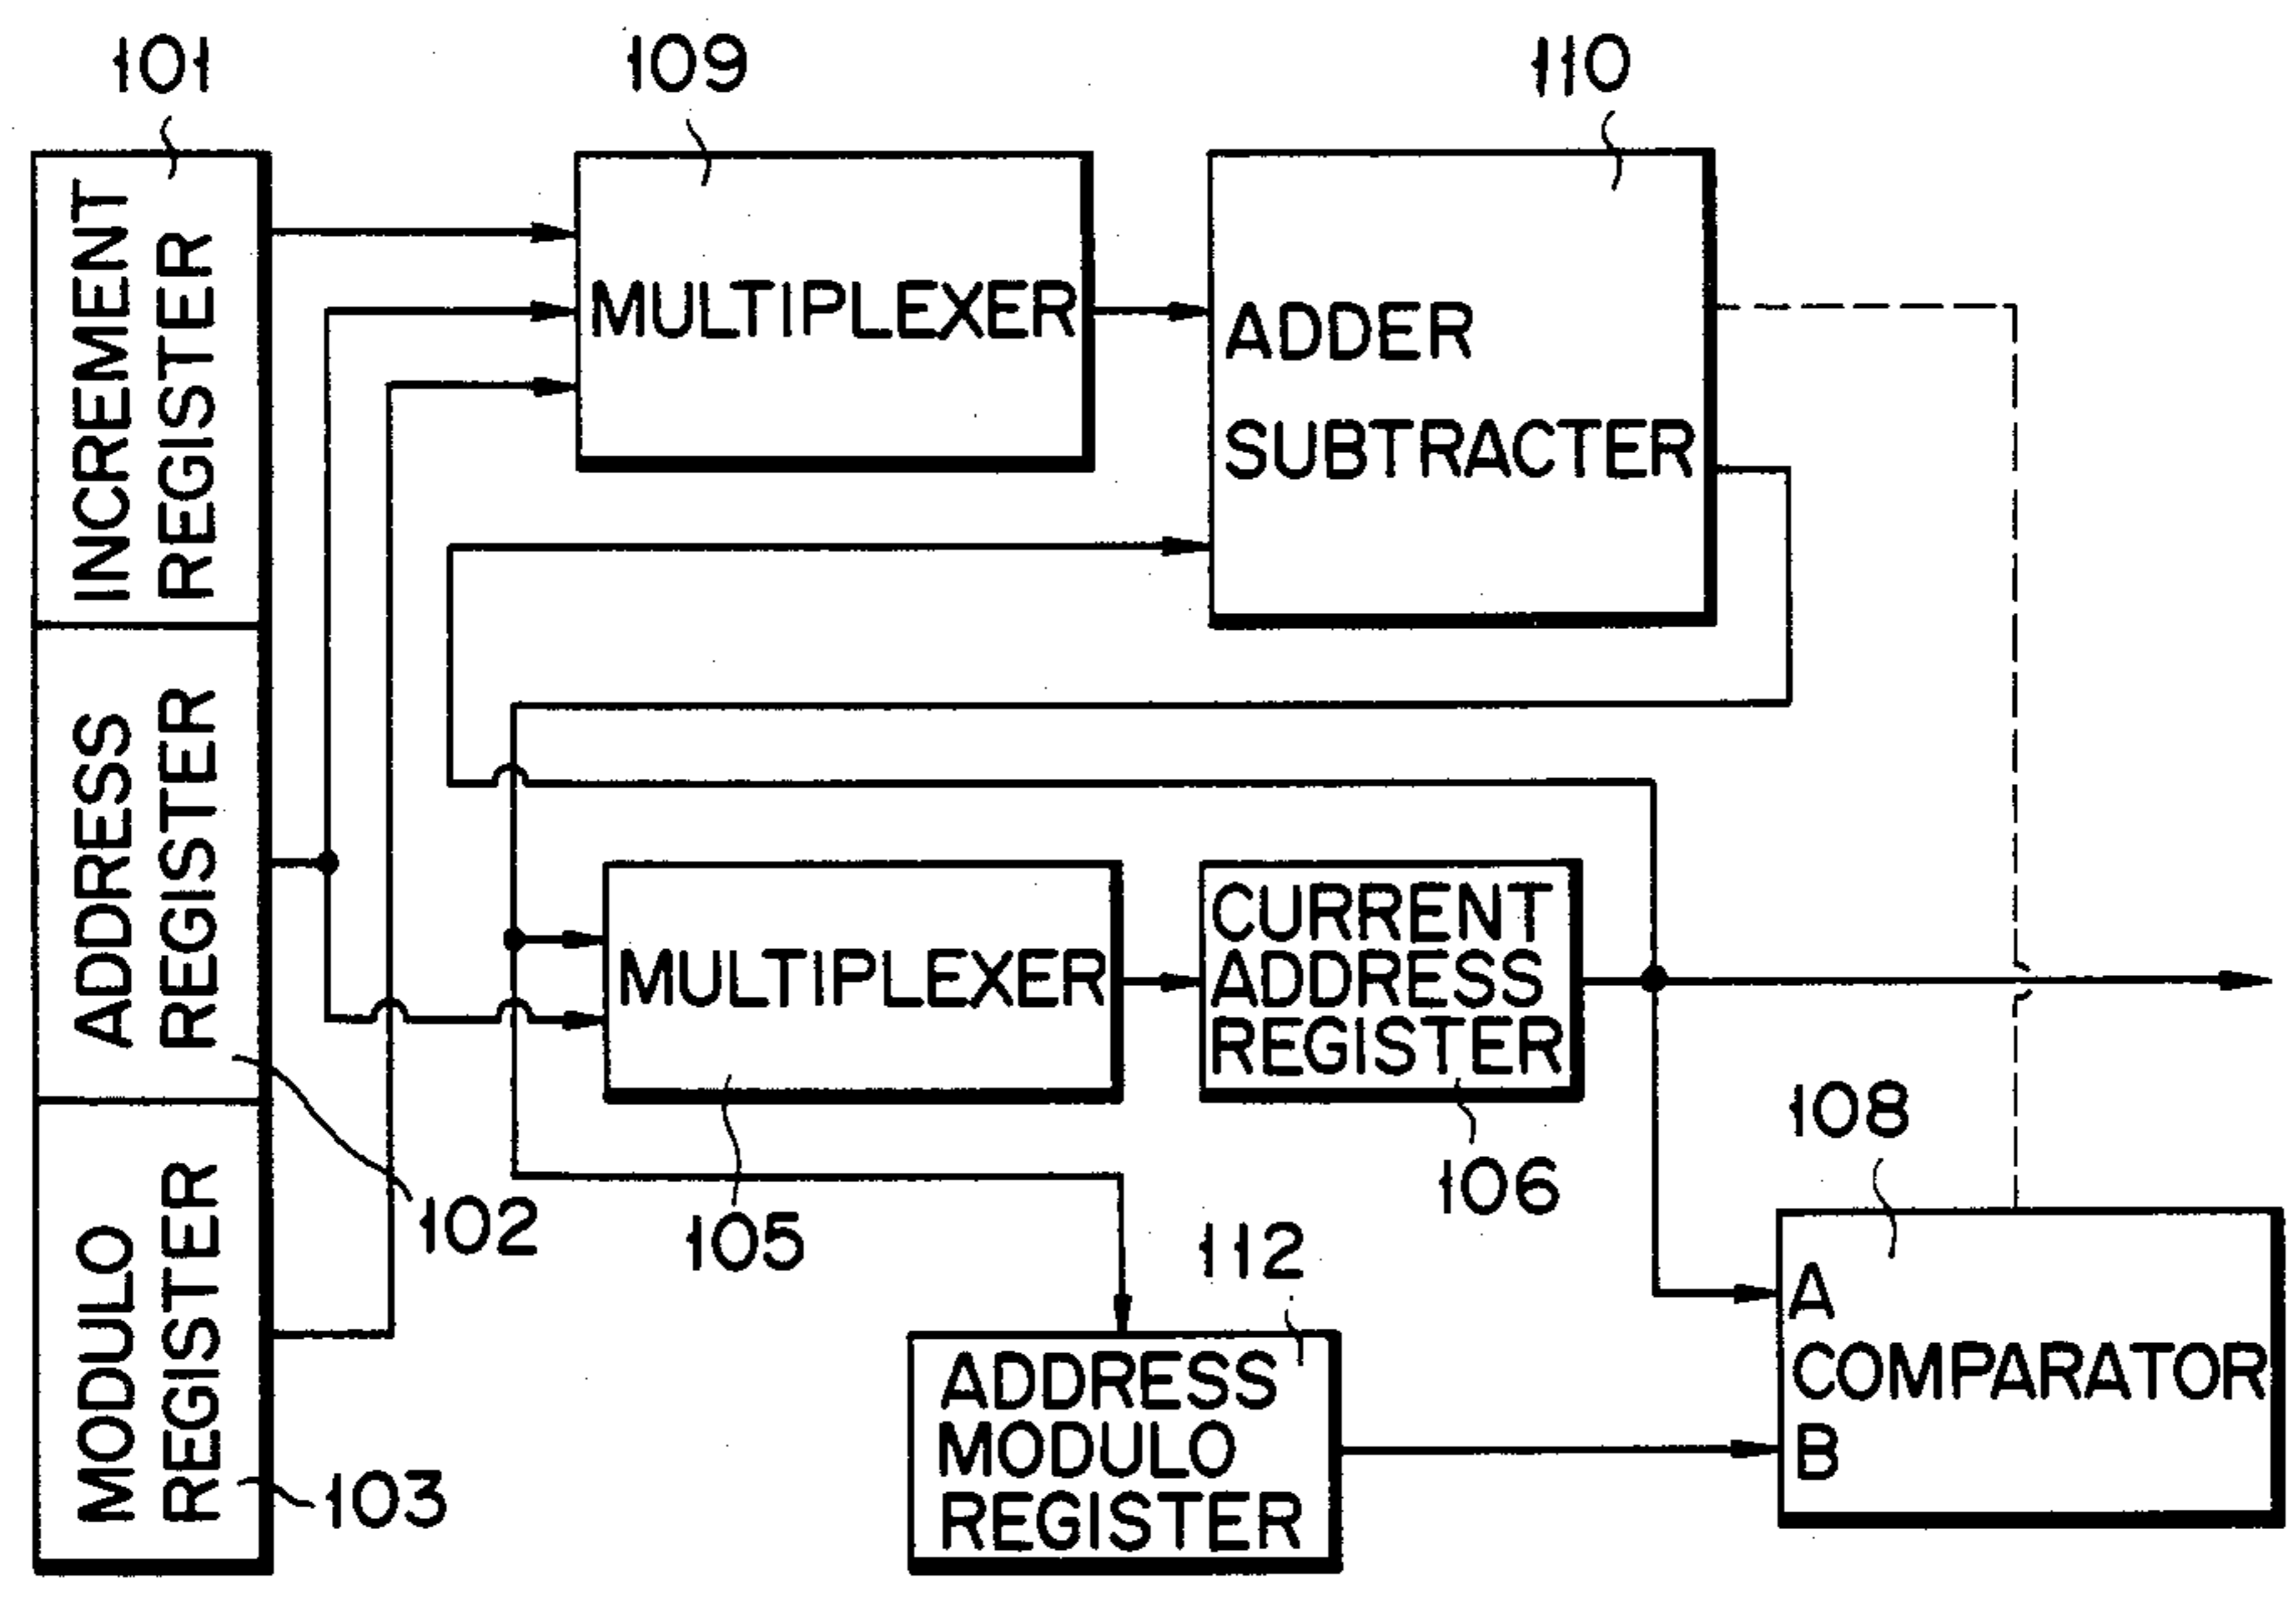 101
109
110
INCREMENT
REGISTER
MULTIPLEXER
ADDER
SUBTRACTER
ADDRESS
REGISTER
MULTIPLEXER
CURRENT
ADDRESS
REGISTER
108
102
105
106
112
MODULO
REGISTER
103
ADDRESS
MODULO
REGISTER
A
COMPARATOR
B